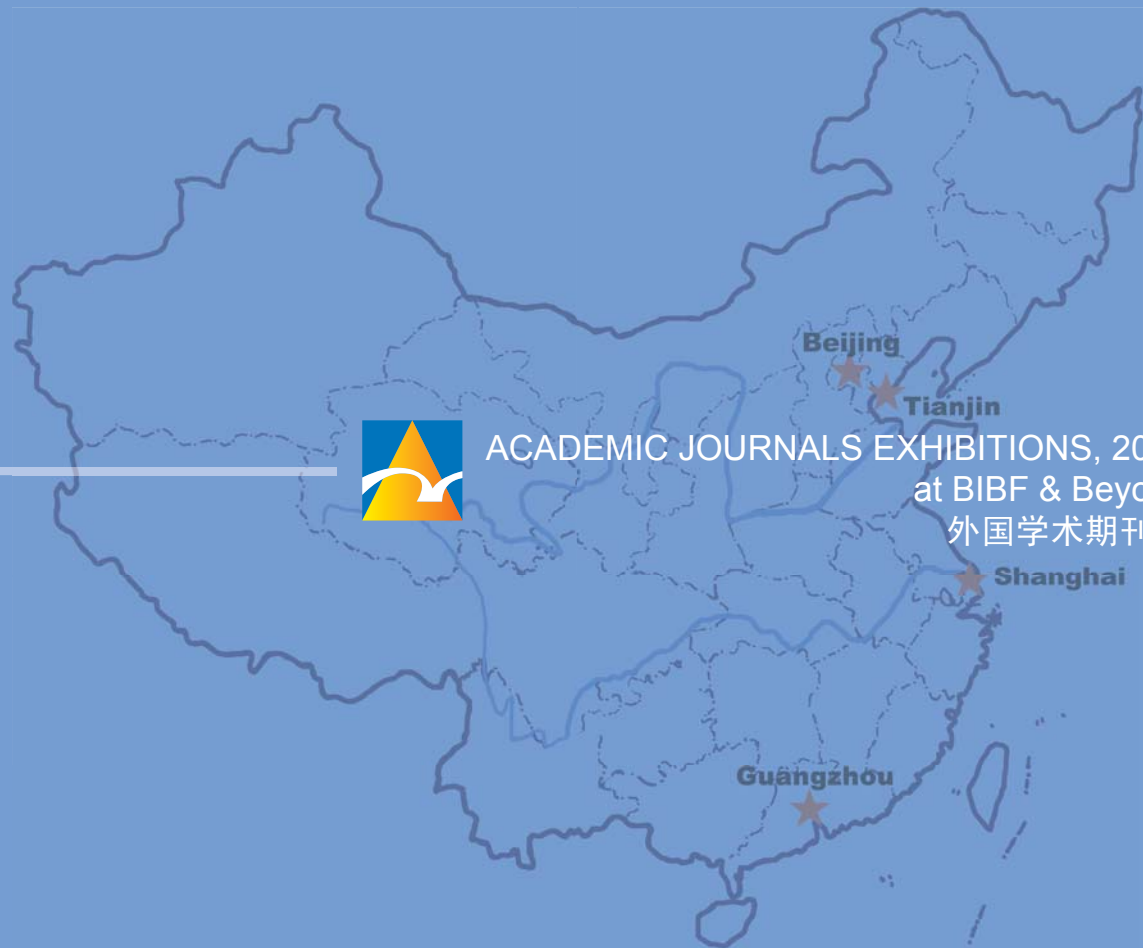 Beijing
Tianjin
ACADEMIC JOURNALS EXHIBITIONS, 20
at BIBF & Beyo
外国学术期刊
Shanghai
Guangzhou